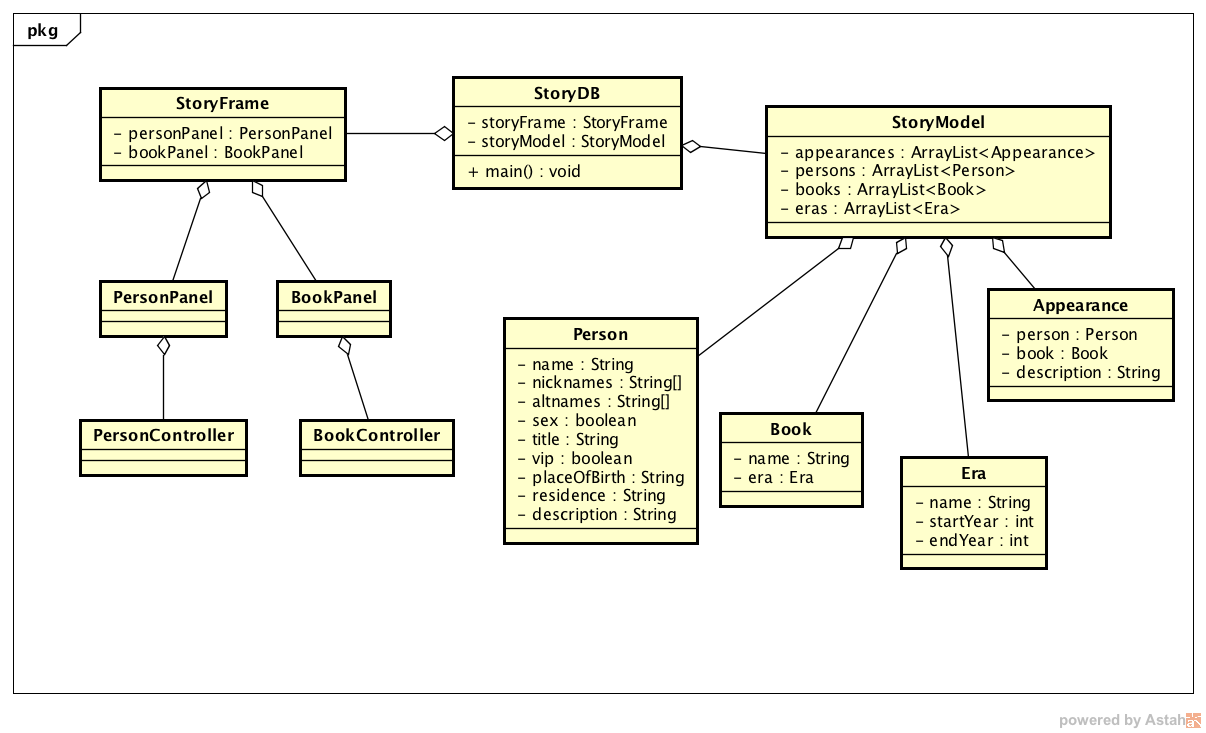 pkg
StoryFrame
- personPanel : PersonPanel
- bookPanel : BookPanel
StoryDB
- storyFrame : StoryFrame
- storyModel : StoryModel
+ main() : void
StoryModel
- appearances : ArrayList<Appearance>
- persons : ArrayList<Person>
- books : ArrayList<Book>
- eras : ArrayList<Era>
PersonPanel
BookPanel
PersonController
BookController
Person
- name : String
- nicknames : String[]
- altnames : String[]
- sex : boolean
- title : String
- vip : boolean
- placeOfBirth : String
- residence : String
- description : String
Book
- name : String
- era : Era
Era
- name : String
- startYear : int
- endYear : int
Appearance
- person : Person
- book : Book
- description : String
powered by Astah